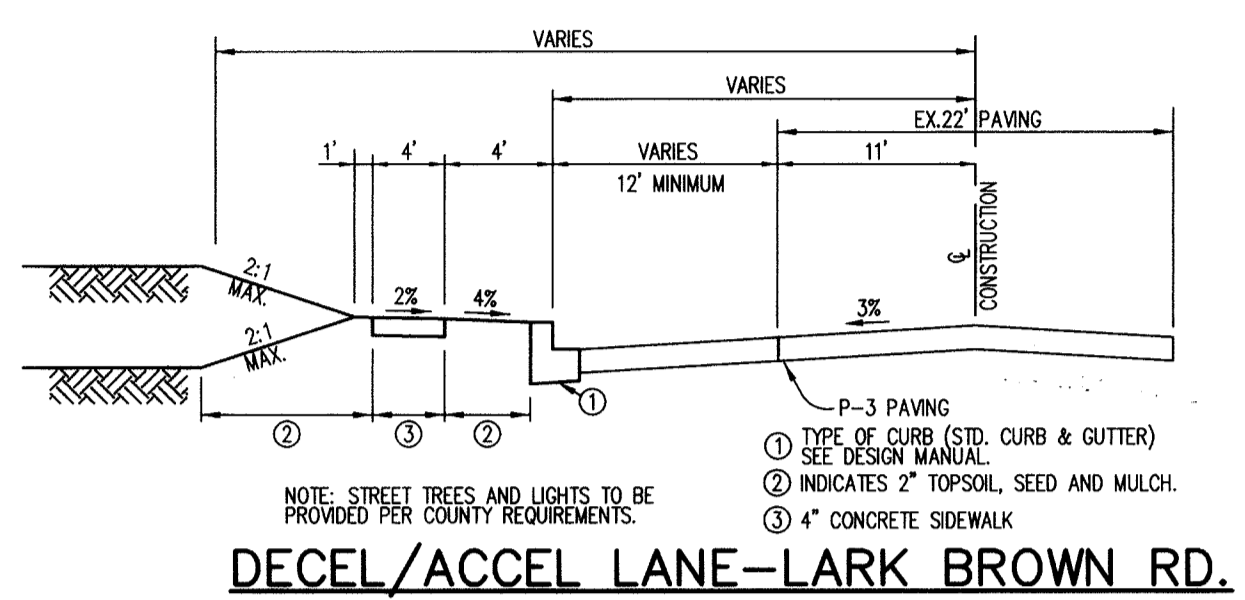 VARIES
VARIES
EX.22' PAVING
1'
4'
4'
VARIES
12' MINIMUM
11'
℄ CONSTRUCTION
2:1
MAX.
2%
4%
3%
2:1
MAX.
②
③
②
①
P-3 PAVING
① TYPE OF CURB (STD. CURB & GUTTER)
SEE DESIGN MANUAL.
② INDICATES 2" TOPSOIL, SEED AND MULCH.
③ 4" CONCRETE SIDEWALK
NOTE: STREET TREES AND LIGHTS TO BE
PROVIDED PER COUNTY REQUIREMENTS.
DECEL/ACCEL LANE-LARK BROWN RD.